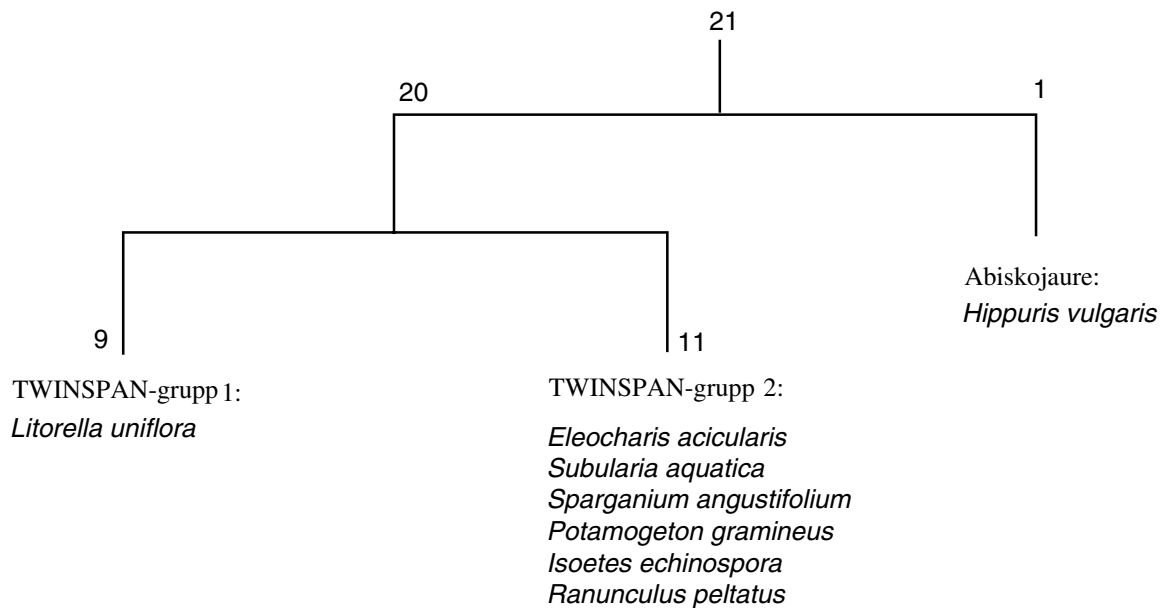 21
20
1
Abiskojaure:
Hippuris vulgaris
9
11
TWINSPAN-grupp 1:
Litorella uniflora
TWINSPAN-grupp 2:
Eleocharis acicularis
Subularia aquatica
Sparganium angustifolium
Potamogeton gramineus
Isoetes echinospora
Ranunculus peltatus